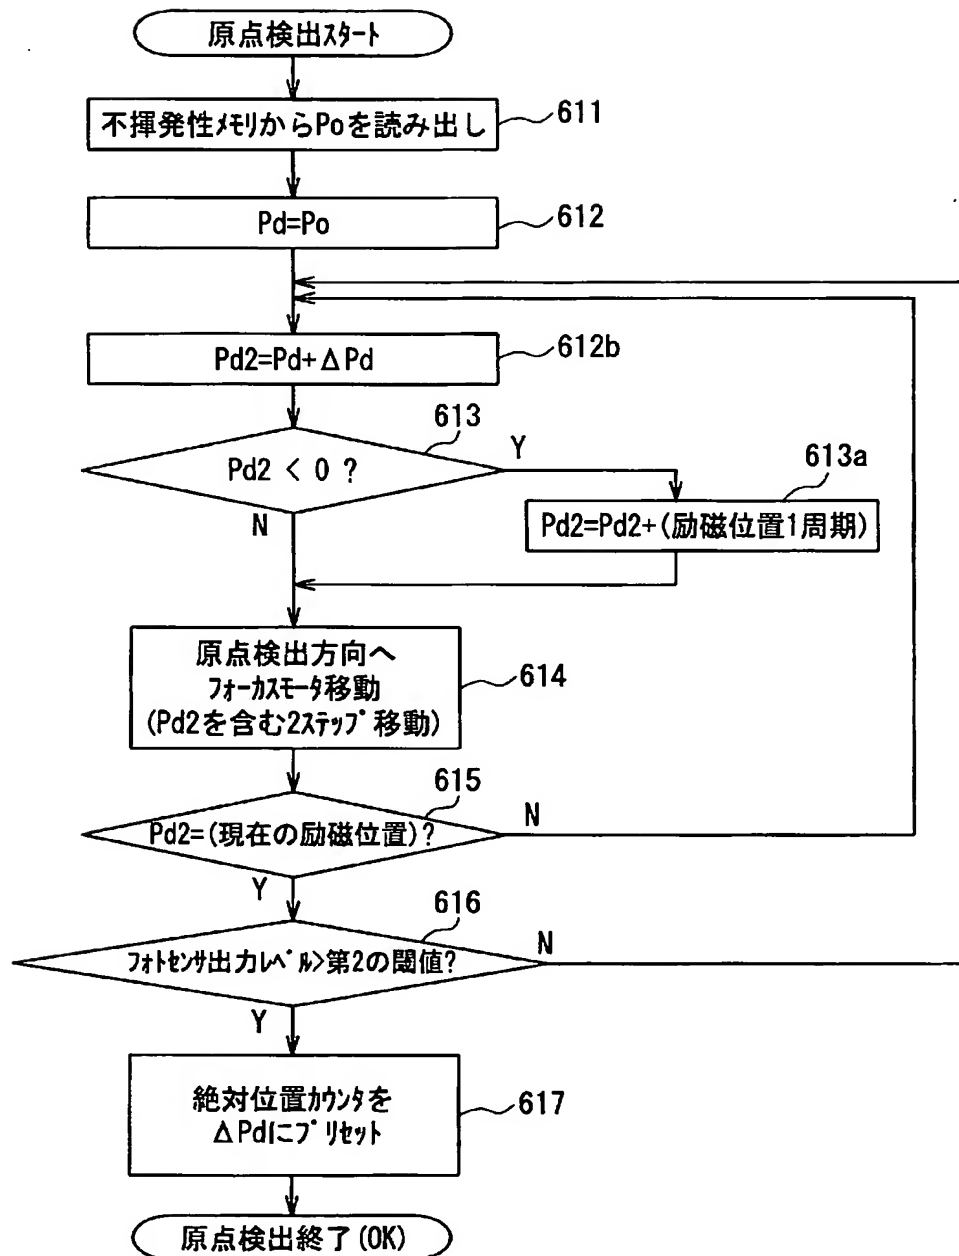 原点検出ｽﾀｰﾄ
不揮発性ﾒﾓﾘからPoを読み出し
611
Pd=Po
612
Pd2=Pd+ΔPd
612b
613
Pd2 < 0 ?
Y
N
613a
Pd2=Pd2+(励磁位置1周期)
原点検出方向へ
ﾌｫｰｶｽﾓｰﾀ移動
(Pd2を含む2ｽﾃｯﾌﾟ移動)
614
615
Pd2=(現在の励磁位置)?
N
Y
616
ﾌｫﾄｾﾝｻ出力ﾚﾍﾞﾙ>第2の閾値?
N
Y
絶対位置ｶｳﾝﾀを
ΔPdにﾌﾟﾘｾｯﾄ
617
原点検出終了(OK)